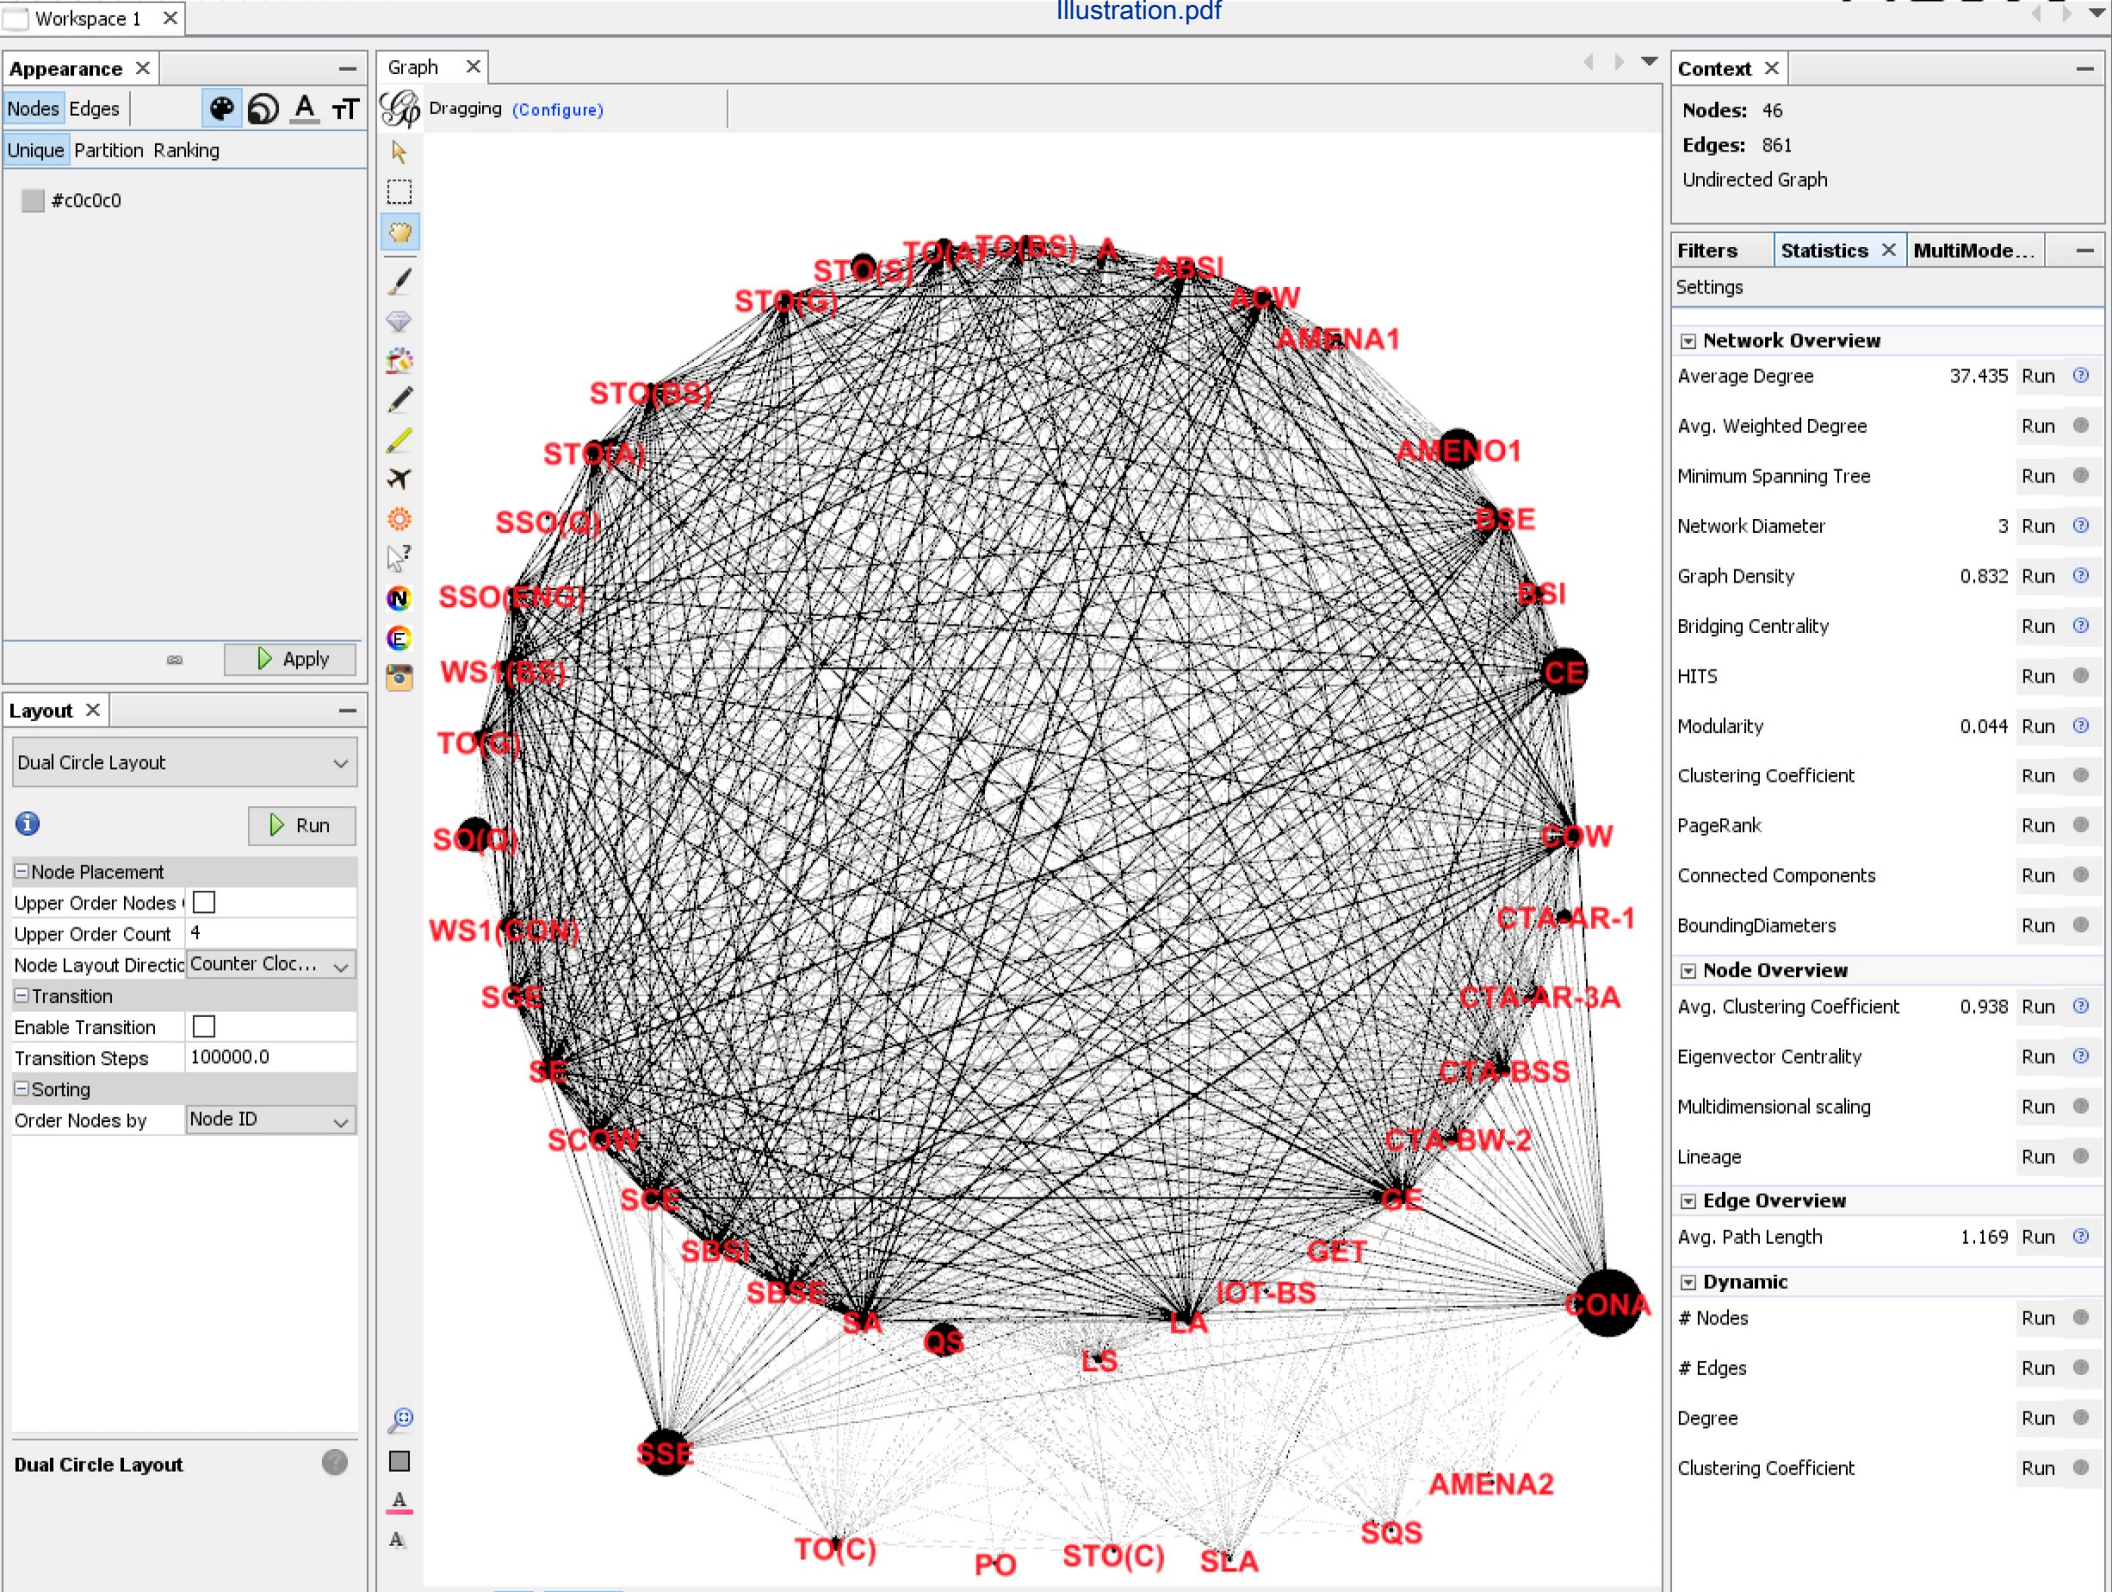 Illustration.pdf
Workspace 1
Appearance
Nodes Edges
Unique Partition Ranking
#c0c0c0
Apply
Layout
Dual Circle Layout
Run
Node Placement
Upper Order Nodes
Upper Order Count 4
Node Layout Directic Counter Cloc...
Transition
Enable Transition
Transition Steps 100000.0
Sorting
Order Nodes by Node ID
Dual Circle Layout
Graph
Dragging (Configure)
TO(BS)
A
TO(A)
STO(S)
ABSI
STO(G)
ACW
AMENA1
STO(BS)
STO(A)
AMENO1
SSO(Q)
BSE
SSO(ENG)
BSI
WS1(BS)
CE
TO(G)
SO(Q)
COW
CTA-AR-1
WS1(CON)
SGE
CTA-AR-3A
SE
CTA-BSS
SCOW
CTA-BW-2
SCE
GE
SBSI
GET
SBSE
IOT-BS
CONA
SA
LA
QS
LS
SSE
AMENA2
SQS
TO(C)
PO
STO(C)
SLA
Context
Nodes: 46
Edges: 861
Undirected Graph
Filters Statistics MultiMode...
Settings
Network Overview
Average Degree 37.435 Run
Avg. Weighted Degree Run
Minimum Spanning Tree Run
Network Diameter 3 Run
Graph Density 0.832 Run
Bridging Centrality Run
HITS Run
Modularity 0.044 Run
Clustering Coefficient Run
PageRank Run
Connected Components Run
BoundingDiameters Run
Node Overview
Avg. Clustering Coefficient 0.938 Run
Eigenvector Centrality Run
Multidimensional scaling Run
Lineage Run
Edge Overview
Avg. Path Length 1.169 Run
Dynamic
# Nodes Run
# Edges Run
Degree Run
Clustering Coefficient Run